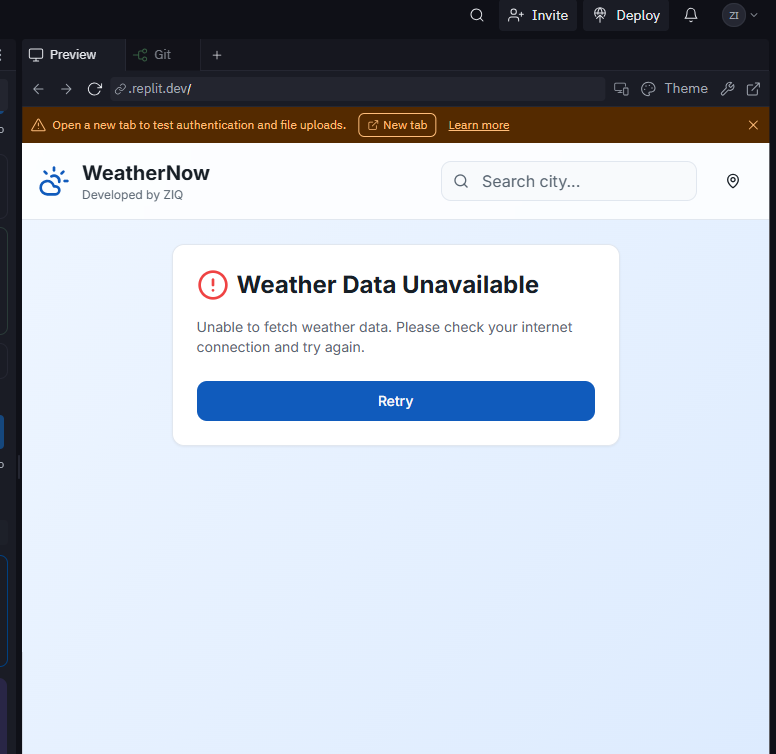 Invite
Deploy
ZI
Preview
Git
.replit.dev/
Theme
Open a new tab to test authentication and file uploads.
New tab
Learn more
WeatherNow
Developed by ZIQ
Search city...
Weather Data Unavailable
Unable to fetch weather data. Please check your internet
connection and try again.
Retry